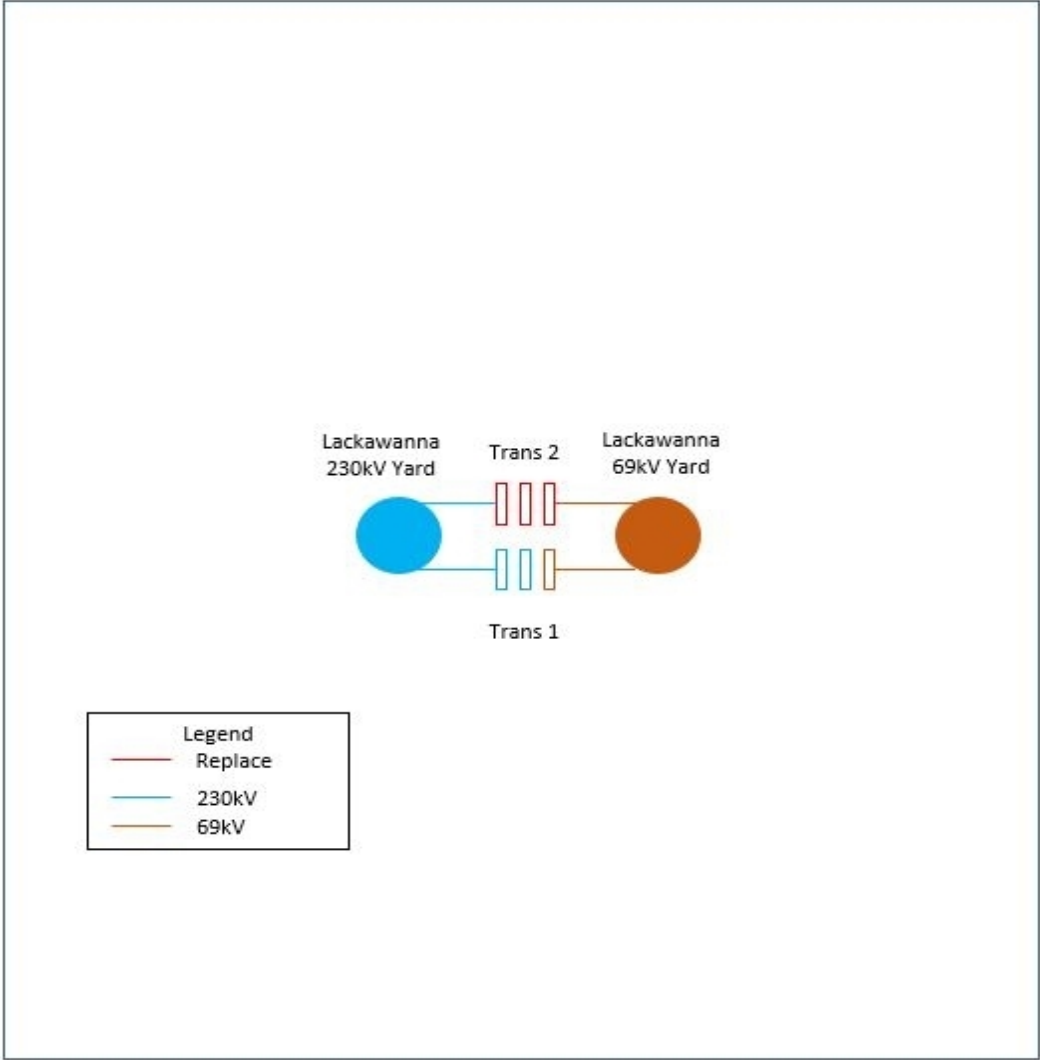 Lackawanna
230kV Yard
Trans 2
Lackawanna
69kV Yard
Trans 1
Legend
Replace
230kV
69kV